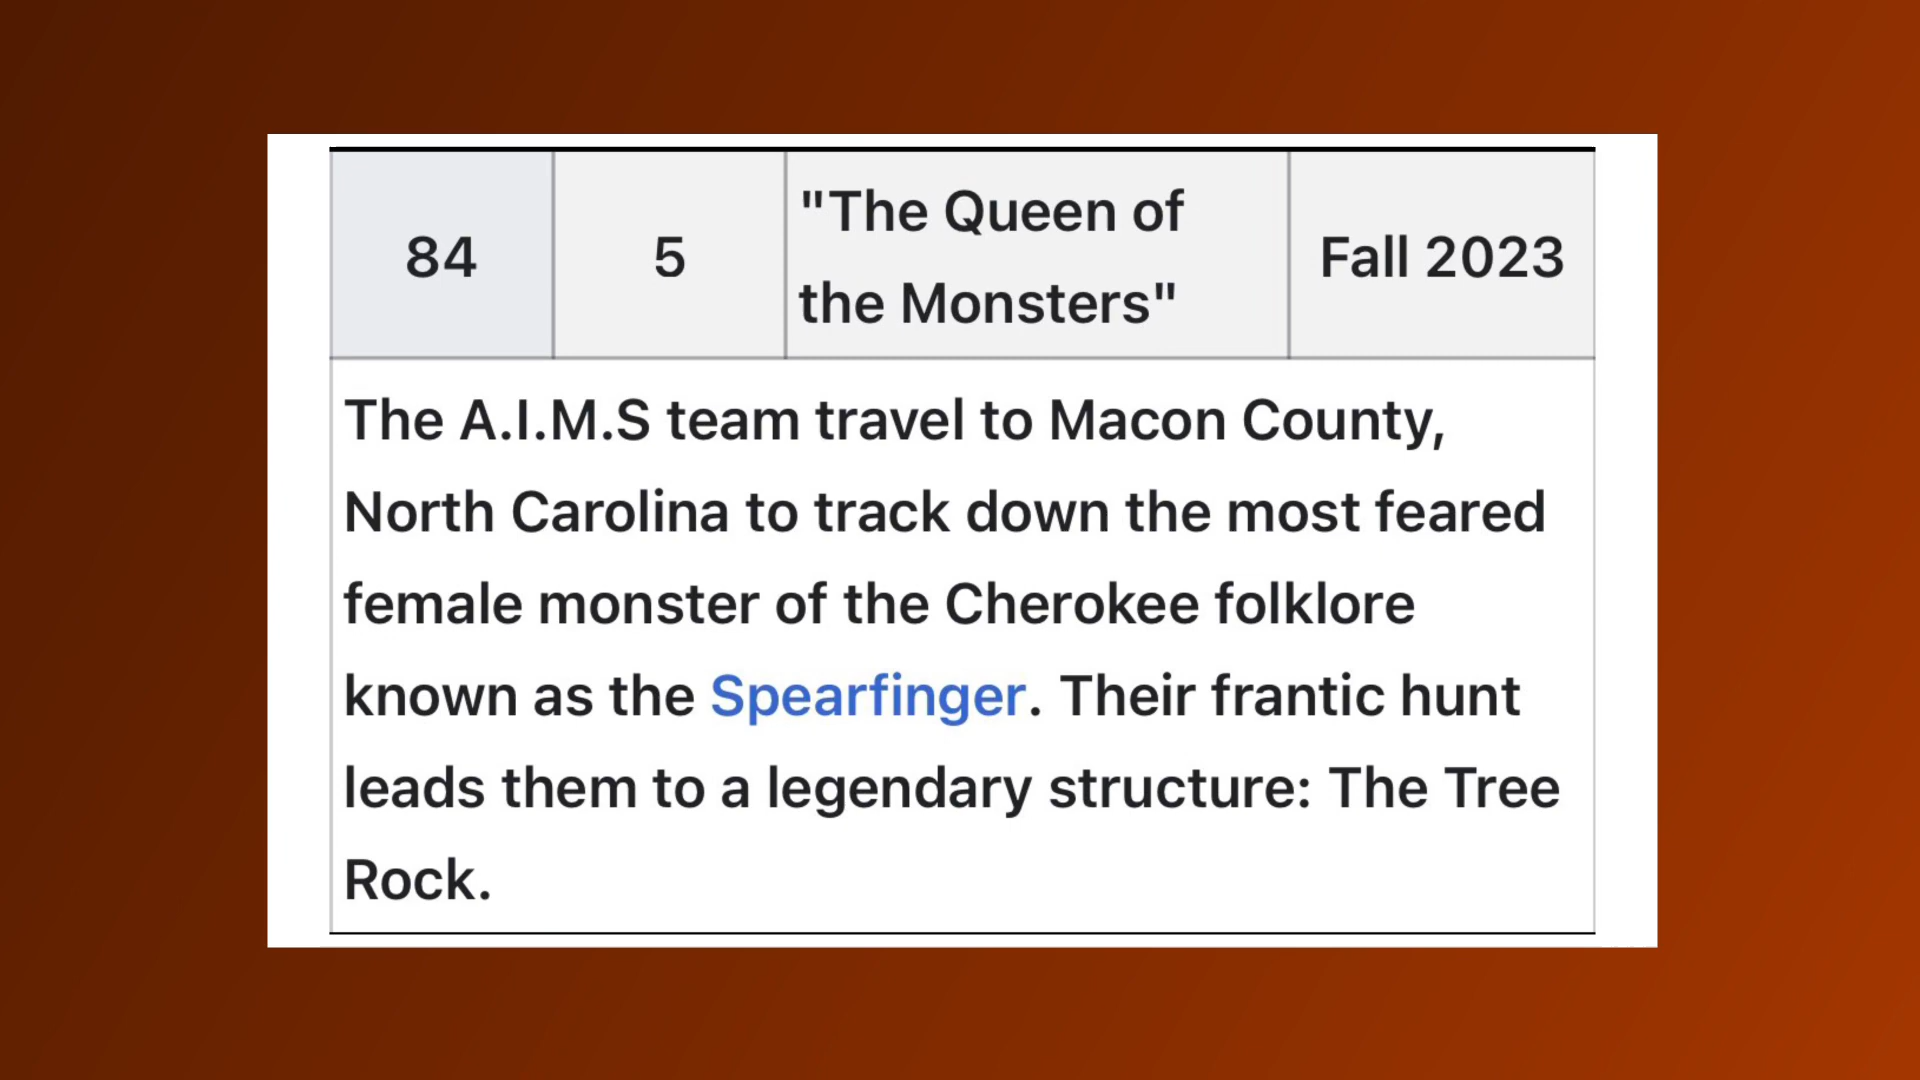 84
5
"The Queen of
the Monsters"
Fall 2023
The A.I.M.S team travel to Macon County,
North Carolina to track down the most feared
female monster of the Cherokee folklore
known as the Spearfinger. Their frantic hunt
leads them to a legendary structure: The Tree
Rock.